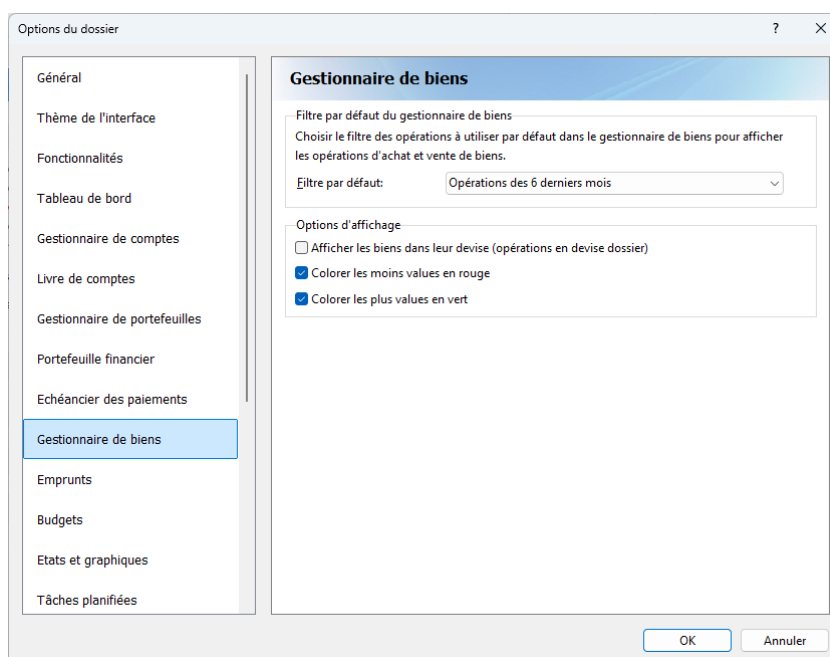 Options du dossier
?
Général
Thème de l'interface
Fonctionnalités
Tableau de bord
Gestionnaire de comptes
Livre de comptes
Gestionnaire de portefeuilles
Portefeuille financier
Echéancier des paiements
Gestionnaire de biens
Emprunts
Budgets
Etats et graphiques
Tâches planifiées
Gestionnaire de biens
Filtre par défaut du gestionnaire de biens
Choisir le filtre des opérations à utiliser par défaut dans le gestionnaire de biens pour afficher
les opérations d'achat et vente de biens.
Filtre par défaut: Opérations des 6 derniers mois
Options d'affichage
Afficher les biens dans leur devise (opérations en devise dossier)
Colorer les moins values en rouge
Colorer les plus values en vert
OK Annuler